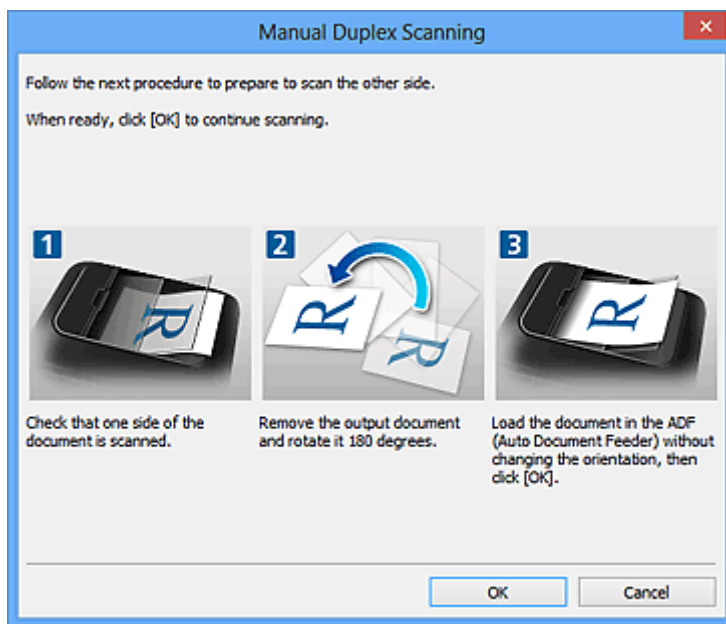 Manual Duplex Scanning
Follow the next procedure to prepare to scan the other side.
When ready, click [OK] to continue scanning.
1
2
3
R
R
R
R
Check that one side of the
document is scanned.
Remove the output document
and rotate it 180 degrees.
Load the document in the ADF
(Auto Document Feeder) without
changing the orientation, then
click [OK].
OK
Cancel